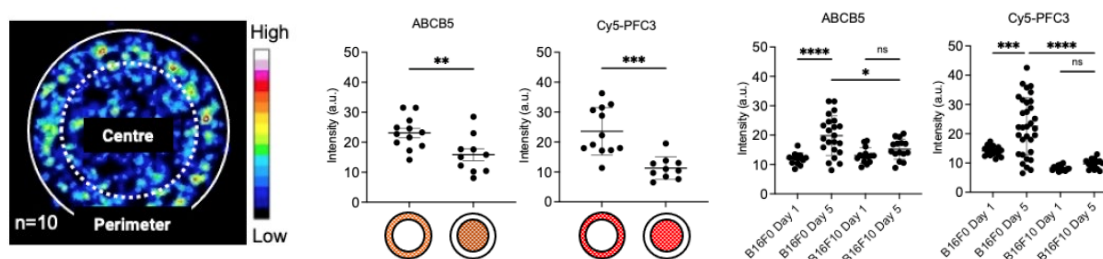 High
Centre
n=10
Perimeter
Low
ABCB5
Intensity (a.u.)
50
40
30
20
10
0
**
Cy5-PFC3
Intensity (a.u.)
50
40
30
20
10
0
***
ABCB5
Intensity (a.u.)
50
40
30
20
10
0
****
ns
*
B16F0 Day 1
B16F0 Day 5
B16F10 Day 1
B16F10 Day 5
Cy5-PFC3
Intensity (a.u.)
50
40
30
20
10
0
***
****
ns
B16F0 Day 1
B16F0 Day 5
B16F10 Day 1
B16F10 Day 5